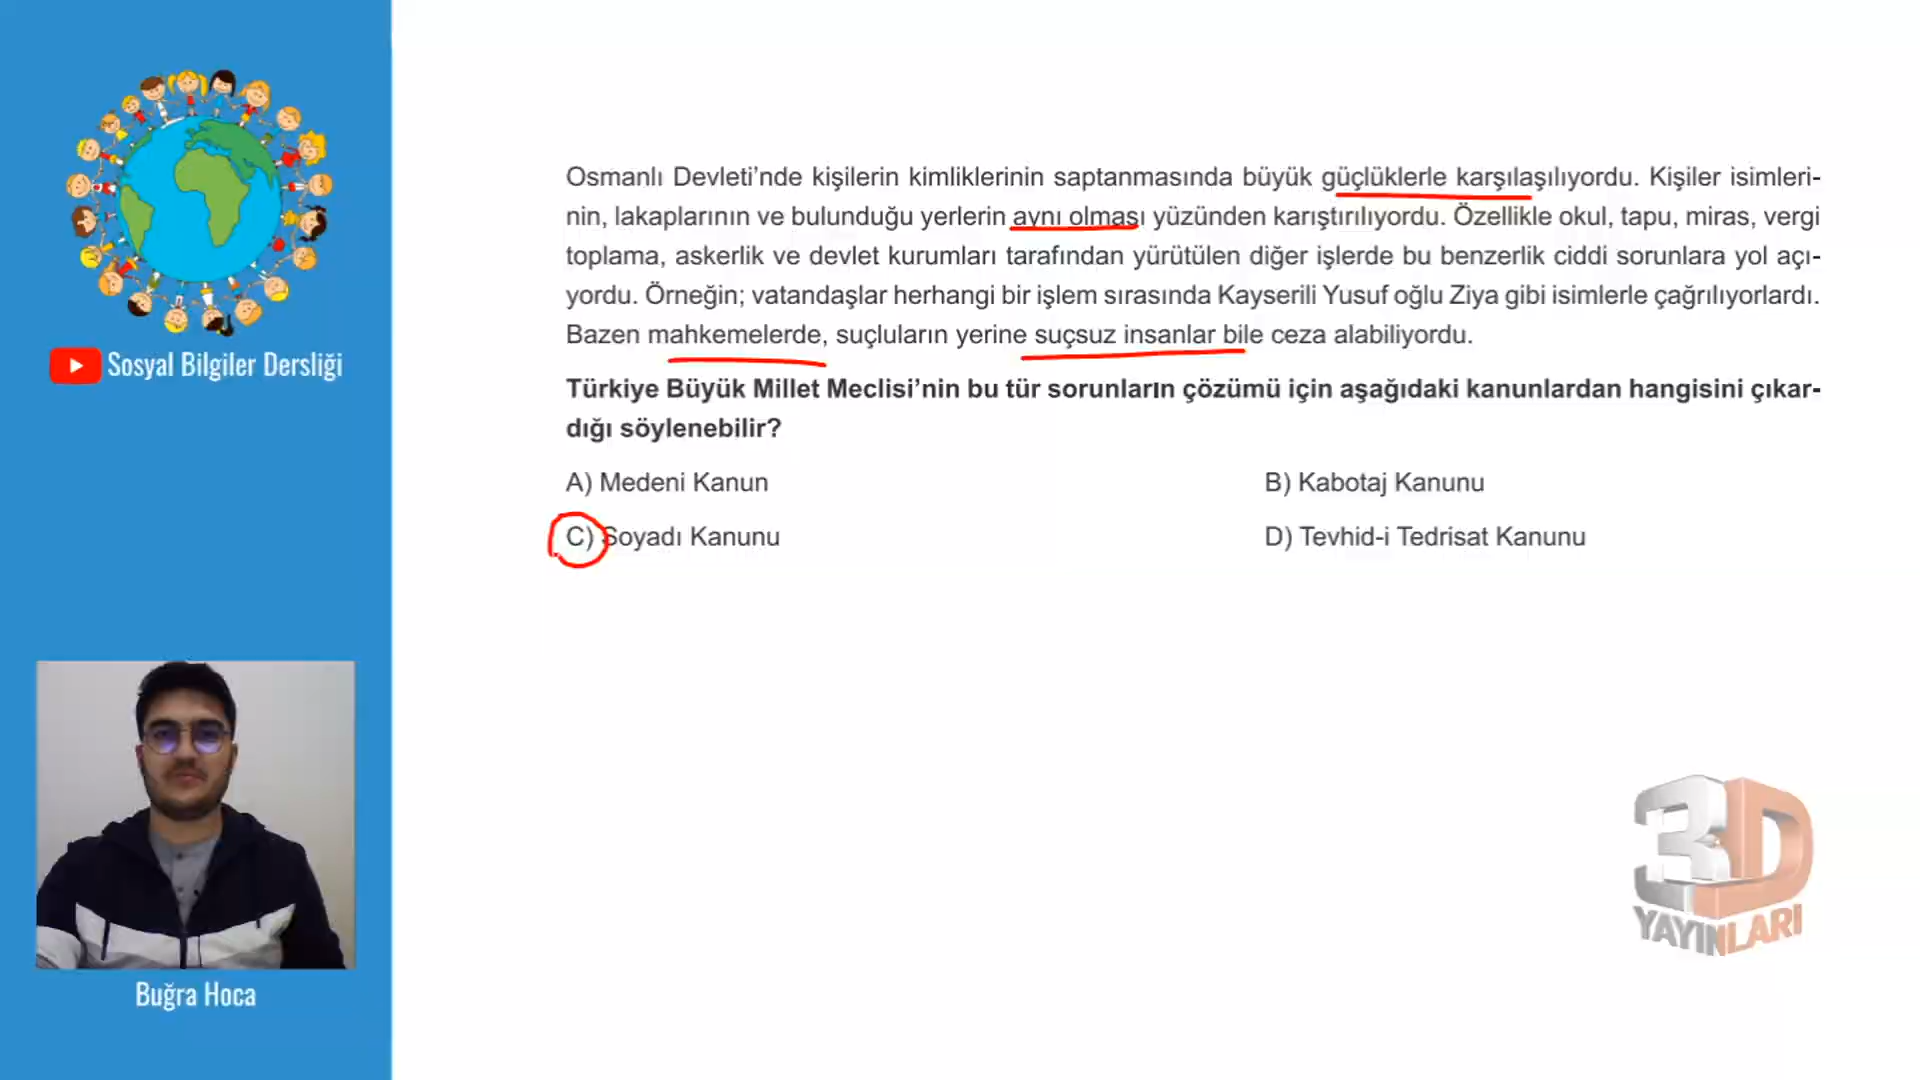 Sosyal Bilgiler Dersliği
Buğra Hoca
Osmanlı Devleti’nde kişilerin kimliklerinin saptanmasında büyük güçlüklerle karşılaşılıyordu. Kişiler isimleri-
nin, lakaplarının ve bulunduğu yerlerin aynı olması yüzünden karıştırılıyordu. Özellikle okul, tapu, miras, vergi
toplama, askerlik ve devlet kurumları tarafından yürütülen diğer işlerde bu benzerlik ciddi sorunlara yol açı-
yordu. Örneğin; vatandaşlar herhangi bir işlem sırasında Kayserili Yusuf oğlu Ziya gibi isimlerle çağrılıyorlardı.
Bazen mahkemelerde, suçluların yerine suçsuz insanlar bile ceza alabiliyordu.
Türkiye Büyük Millet Meclisi’nin bu tür sorunların çözümü için aşağıdaki kanunlardan hangisini çıkar-
dığı söylenebilir?
A) Medeni Kanun
B) Kabotaj Kanunu
C) Soyadı Kanunu
D) Tevhid-i Tedrisat Kanunu
3D
YAYINLARI